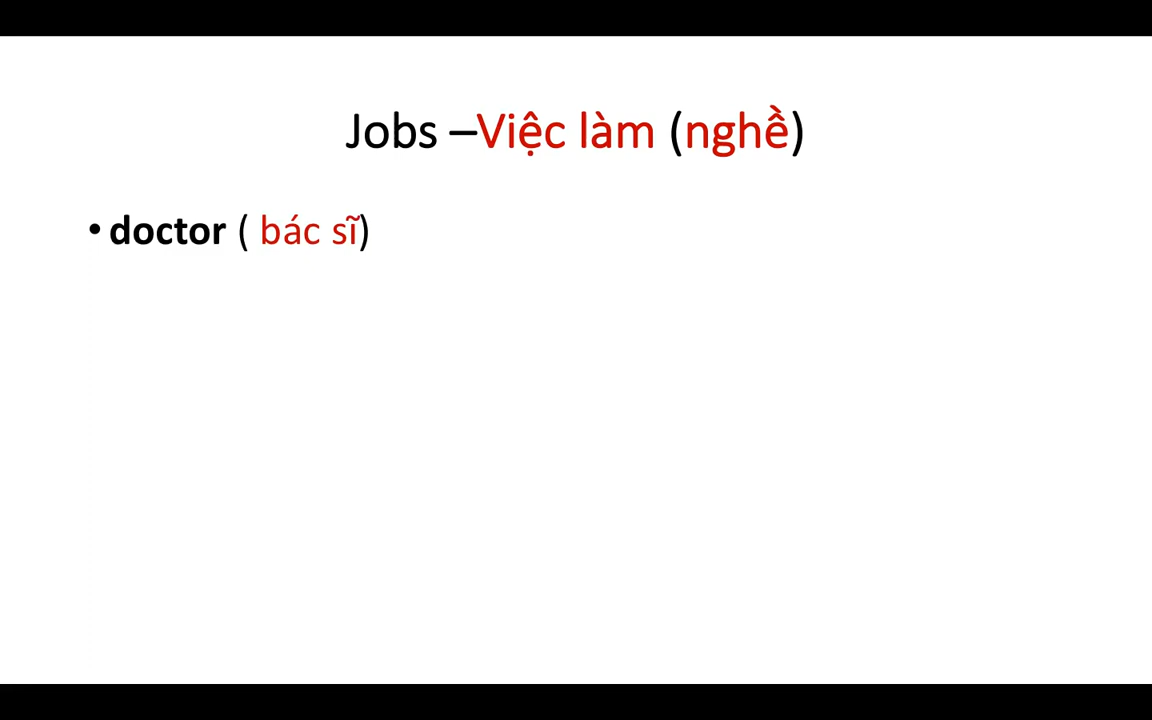 Jobs –Việc làm (nghề)
• doctor ( bác sĩ)